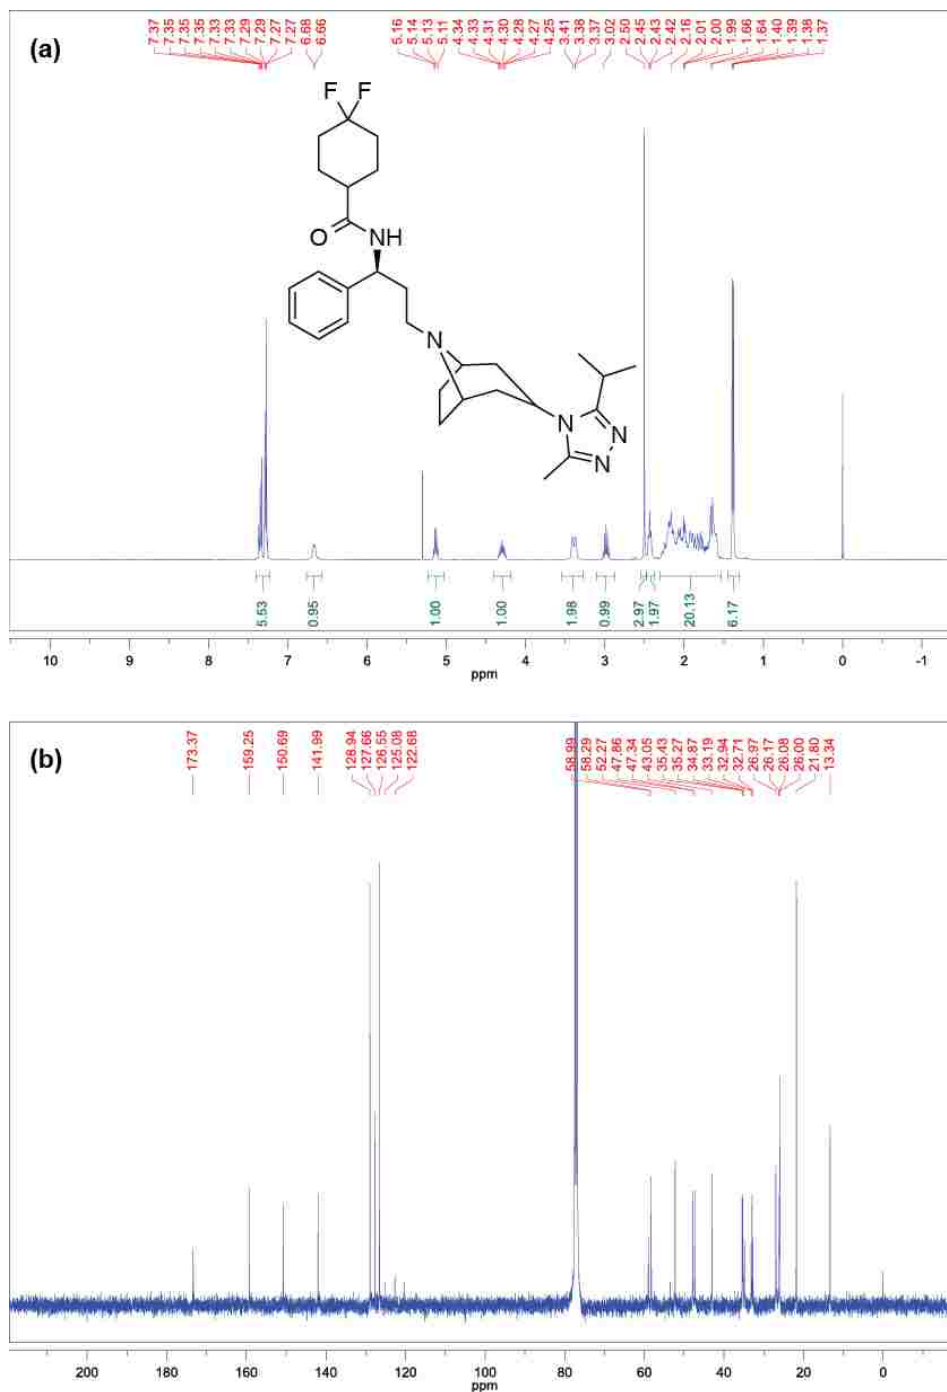 (a)
7.37 7.35 7.35 7.35 7.33 7.33 7.29 7.29 7.27 7.27 6.68 6.66 5.16 5.14 5.13 5.11 4.34 4.33 4.31 4.30 4.28 4.27 4.25 3.41 3.38 3.37 3.02 2.50 2.45 2.43 2.42 2.16 2.01 2.00 1.99 1.66 1.64 1.40 1.39 1.38 1.37
F F
O NH
N
N N
N
5.53 0.95 1.00 1.00 1.98 0.99 2.97 1.97 20.13 6.17
10 9 8 7 6 5 4 3 2 1 0 -1
ppm
(b)
173.37 159.25 150.69 141.99 128.94 127.66 126.55 125.08 122.68 58.99 58.29 52.27 47.86 47.34 43.05 35.43 35.27 34.87 33.19 32.94 32.71 26.97 26.17 26.08 26.00 21.80 13.34
200 180 160 140 120 100 80 60 40 20 0
ppm